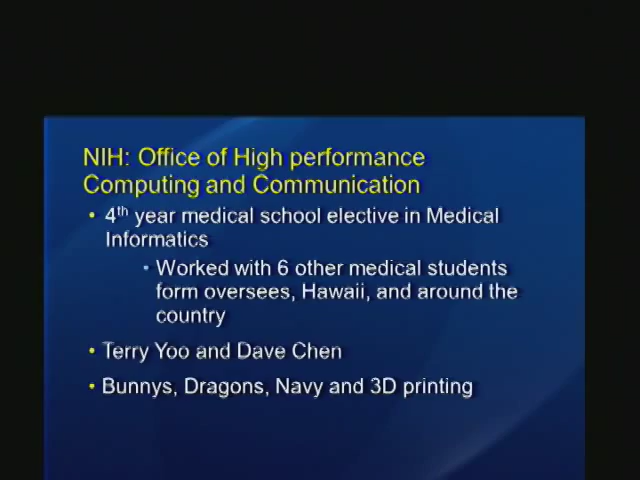 NIH: Office of High performance
Computing and Communication
• 4th year medical school elective in Medical
Informatics
• Worked with 6 other medical students
form oversees, Hawaii, and around the
country
• Terry Yoo and Dave Chen
• Bunnys, Dragons, Navy and 3D printing